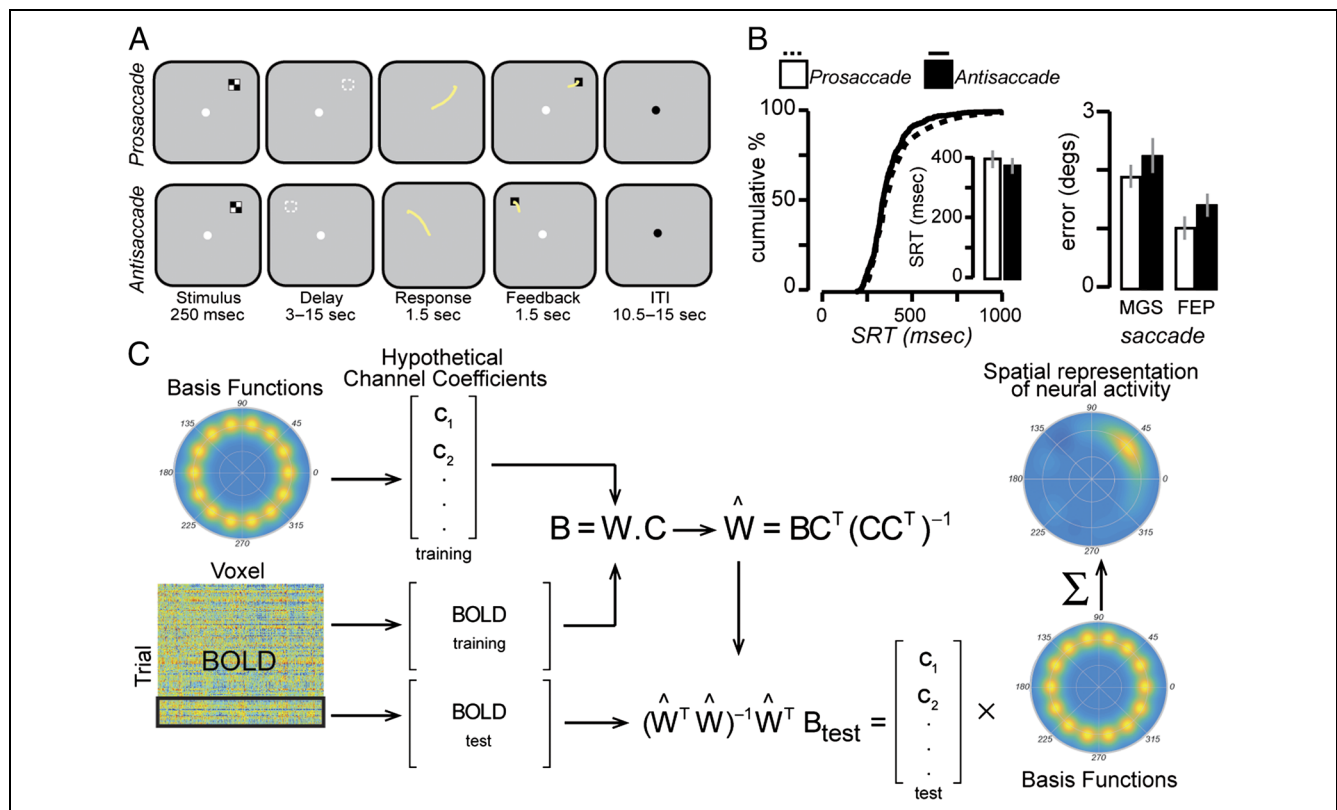 A
Prosaccade
Antisaccade
Stimulus
250 msec
Delay
3–15 sec
Response
1.5 sec
Feedback
1.5 sec
ITI
10.5–15 sec
B
Prosaccade
Antisaccade
cumulative %
100
50
0
0
500
1000
SRT (msec)
SRT (msec)
400
200
0
error (degs)
3
0
MGS
FEP
saccade
C
Basis Functions
90
45
0
315
270
225
180
135
Hypothetical
Channel Coefficients
C1
C2
.
.
.
training
B = W.C → Ŵ = BCᵀ(CCᵀ)⁻¹
Voxel
Trial
BOLD
BOLD
training
BOLD
test
(ŴᵀŴ)⁻¹Ŵᵀ Btest =
C1
C2
.
.
.
test
×
Spatial representation
of neural activity
90
45
0
315
270
225
180
135
Σ
90
45
0
315
270
225
180
135
Basis Functions